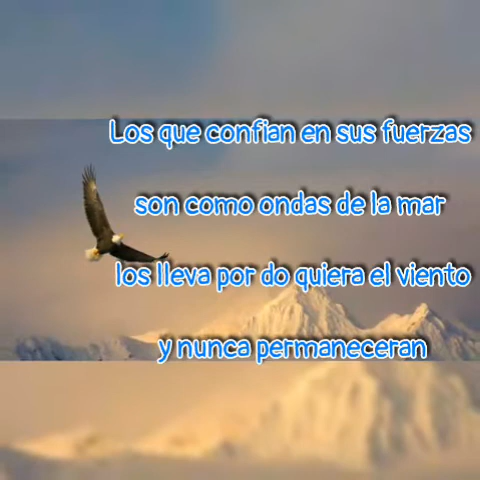 Los que confian en sus fuerzas
son como ondas de la mar
los lleva por do quiera el viento
y nunca permaneceran